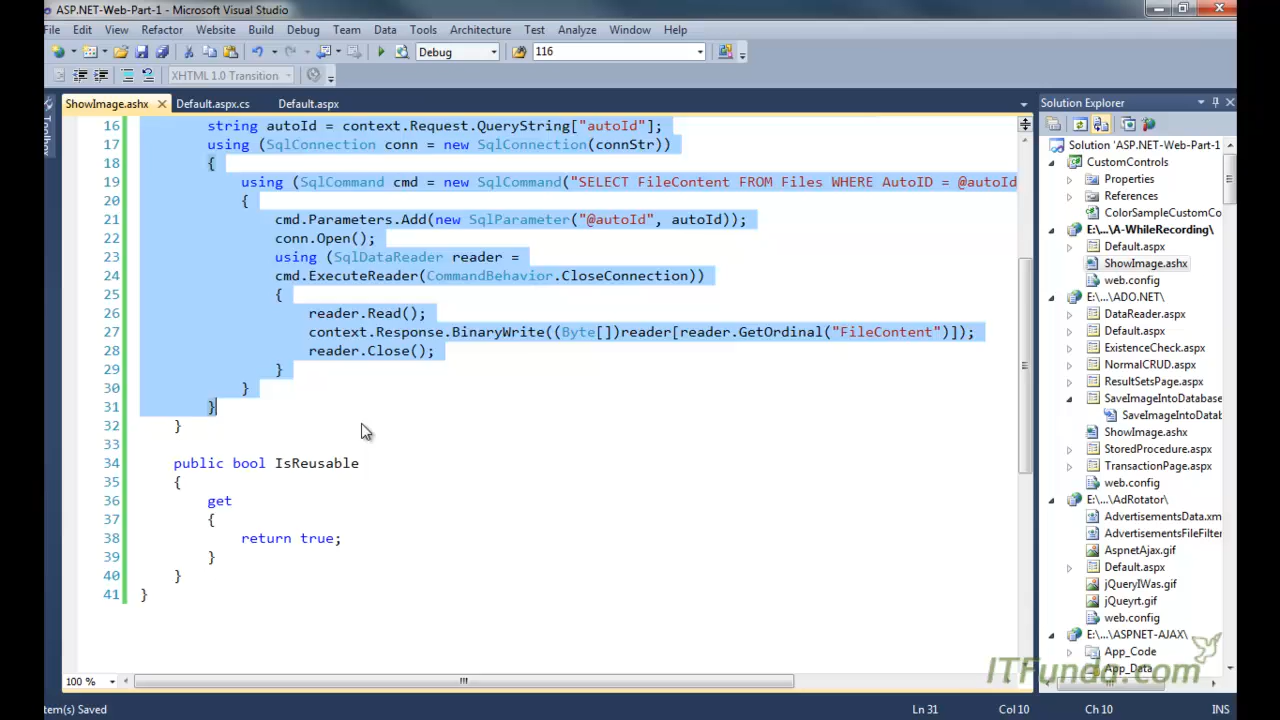 ASP.NET-Web-Part-1 - Microsoft Visual Studio
File Edit View Refactor Website Build Debug Team Data Tools Architecture Test Analyze Window Help
Debug 116
XHTML 1.0 Transition
ShowImage.ashx Default.aspx.cs Default.aspx
Toolbox
16 string autoId = context.Request.QueryString["autoId"];
17 using (SqlConnection conn = new SqlConnection(connStr))
18 {
19 using (SqlCommand cmd = new SqlCommand("SELECT FileContent FROM Files WHERE AutoID = @autoId
20 {
21 cmd.Parameters.Add(new SqlParameter("@autoId", autoId));
22 conn.Open();
23 using (SqlDataReader reader =
24 cmd.ExecuteReader(CommandBehavior.CloseConnection))
25 {
26 reader.Read();
27 context.Response.BinaryWrite((Byte[])reader[reader.GetOrdinal("FileContent")]);
28 reader.Close();
29 }
30 }
31 }
32 }
33
34 public bool IsReusable
35 {
36 get
37 {
38 return true;
39 }
40 }
41 }
100 %
Solution Explorer
Solution 'ASP.NET-Web-Part-1
CustomControls
Properties
References
ColorSampleCustomCo
E:\...\A-WhileRecording\
Default.aspx
ShowImage.ashx
web.config
E:\...\ADO.NET\
DataReader.aspx
Default.aspx
ExistenceCheck.aspx
NormalCRUD.aspx
ResultSetsPage.aspx
SaveImageIntoDatabase
SaveImageIntoDatab
ShowImage.ashx
StoredProcedure.aspx
TransactionPage.aspx
web.config
E:\...\AdRotator\
AdvertisementsData.xm
AdvertisementsFileFilter
AspnetAjax.gif
Default.aspx
jQueryIWas.gif
jQueyrt.gif
web.config
E:\...\ASPNET-AJAX\
App_Code
App_Data
ITFunda.com
tem(s) Saved Ln 31 Col 10 Ch 10 INS